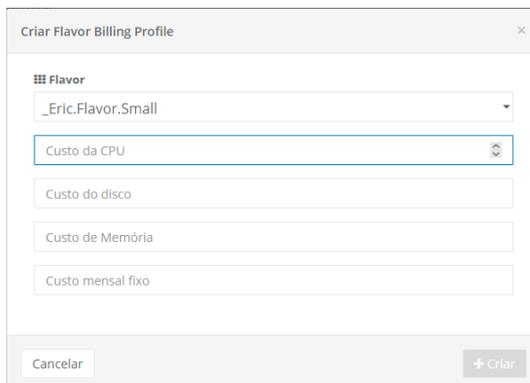 Criar Flavor Billing Profile
×
Flavor
_Eric.Flavor.Small
Custo da CPU
Custo do disco
Custo de Memória
Custo mensal fixo
Cancelar
+ Criar